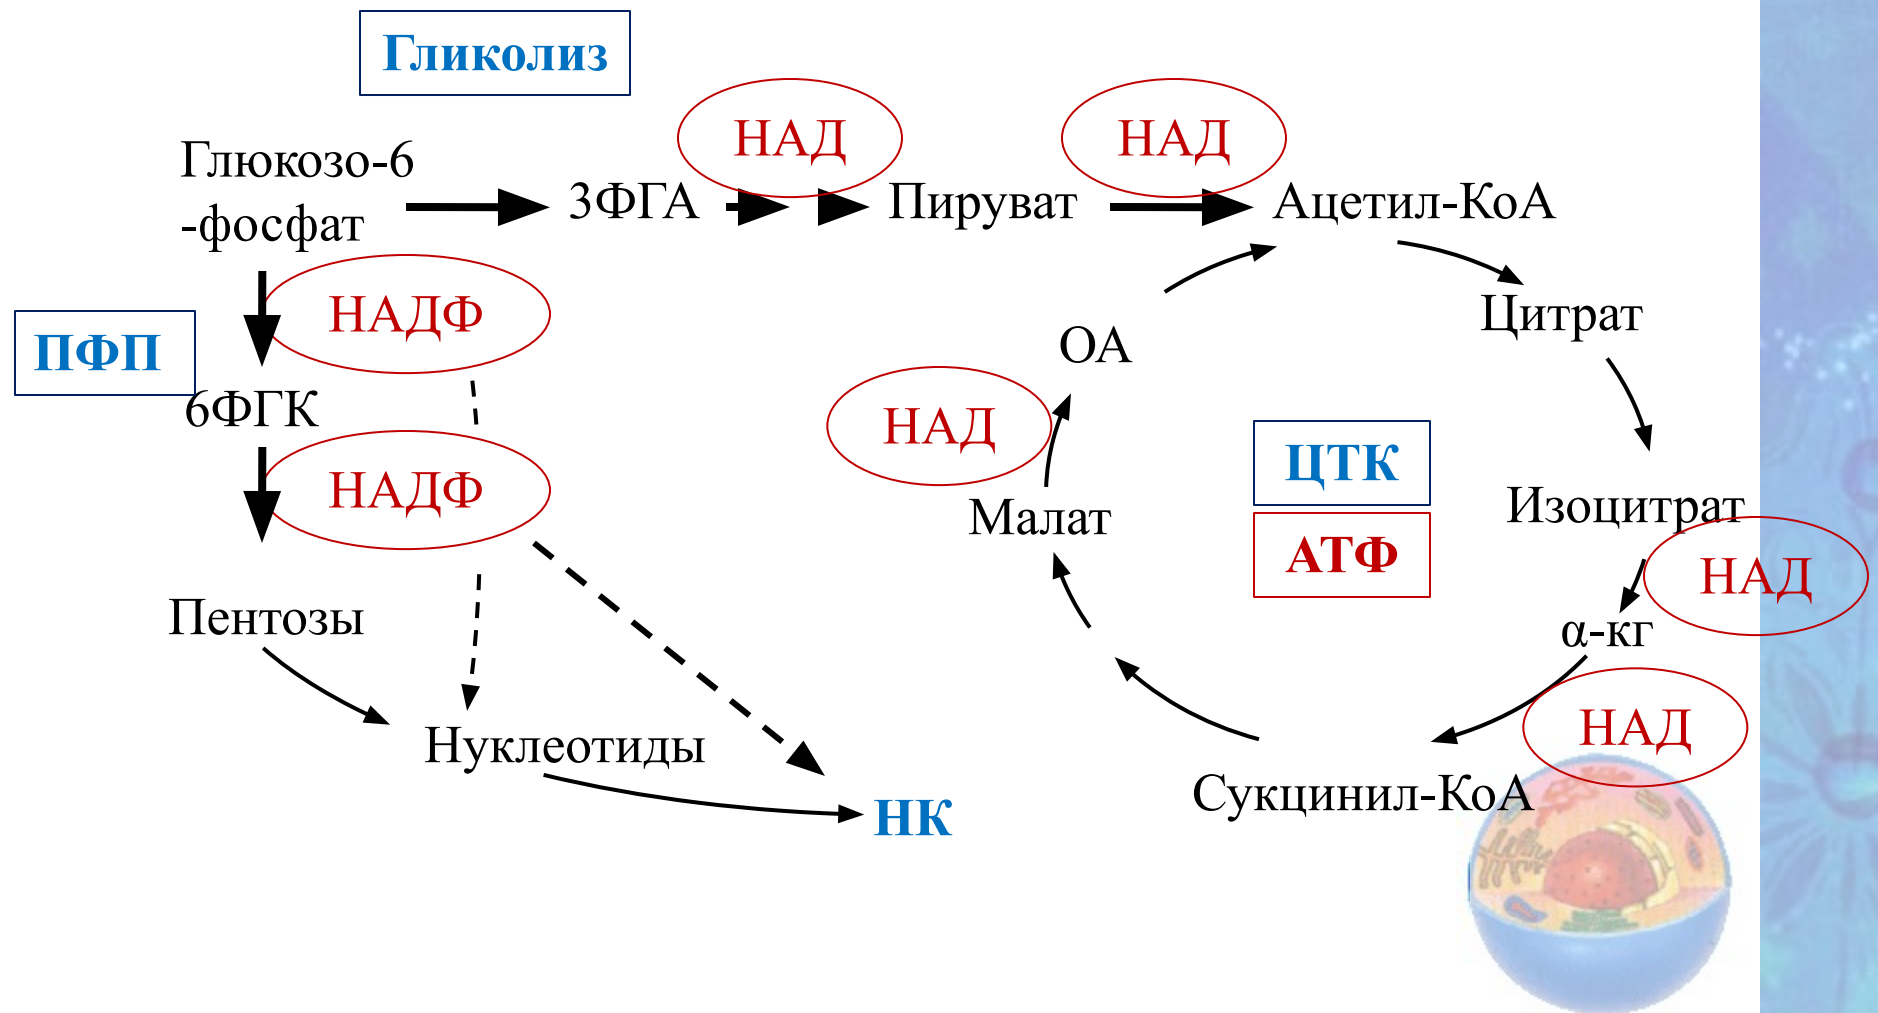 Гликолиз
НАД
НАД
Глюкозо-6
-фосфат
3ФГА
Пируват
Ацетил-КоА
НАДФ
Цитрат
ПФП
ОА
6ФГК
НАД
ЦТК
НАДФ
Изоцитрат
Малат
АТФ
НАД
Пентозы
α-кг
НАД
Нуклеотиды
Сукцинил-КоА
НК